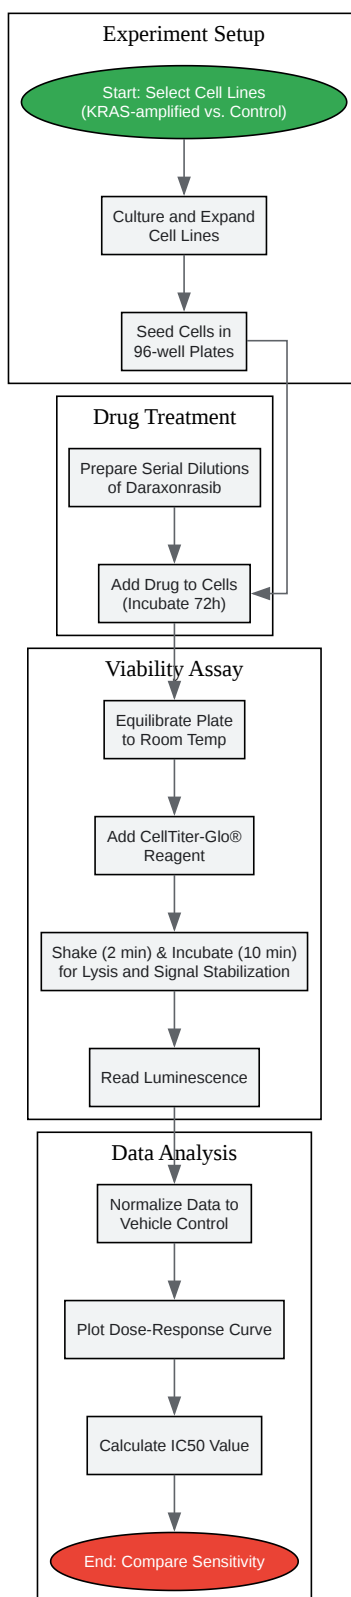 Experiment Setup
Start: Select Cell Lines
(KRAS-amplified vs. Control)
Culture and Expand
Cell Lines
Seed Cells in
96-well Plates
Drug Treatment
Prepare Serial Dilutions
of Daraxonrasib
Add Drug to Cells
(Incubate 72h)
Viability Assay
Equilibrate Plate
to Room Temp
Add CellTiter-Glo®
Reagent
Shake (2 min) & Incubate (10 min)
for Lysis and Signal Stabilization
Read Luminescence
Data Analysis
Normalize Data to
Vehicle Control
Plot Dose-Response Curve
Calculate IC50 Value
End: Compare Sensitivity